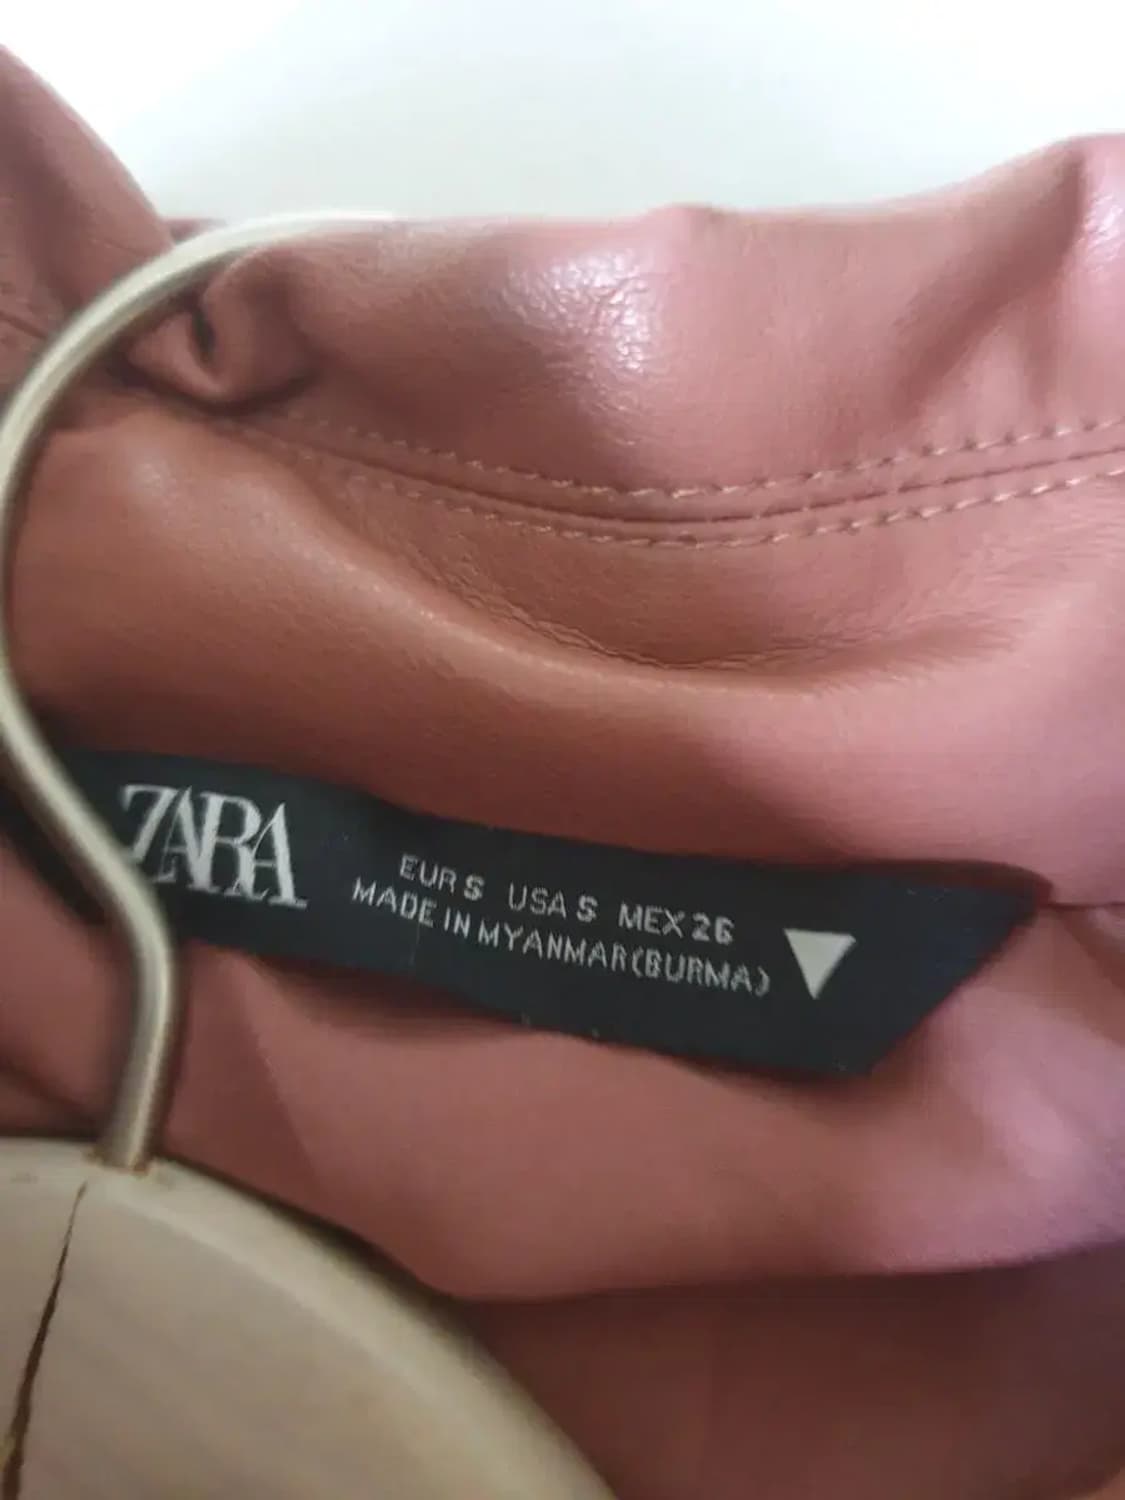 ZARA
EUR S USA S MEX 26
MADE IN MYANMAR(BURMA)